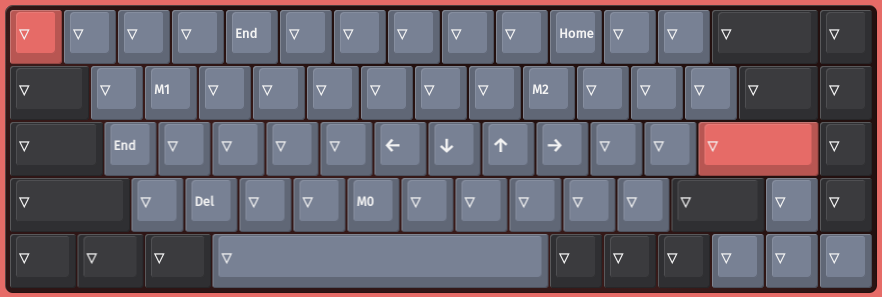 ▽ ▽ ▽ ▽ End ▽ ▽ ▽ ▽ ▽ Home ▽ ▽ ▽ ▽
▽ ▽ M1 ▽ ▽ ▽ ▽ ▽ ▽ M2 ▽ ▽ ▽ ▽ ▽
▽ End ▽ ▽ ▽ ▽ ← ↓ ↑ → ▽ ▽ ▽ ▽
▽ ▽ Del ▽ ▽ M0 ▽ ▽ ▽ ▽ ▽ ▽ ▽ ▽
▽ ▽ ▽ ▽ ▽ ▽ ▽ ▽ ▽ ▽